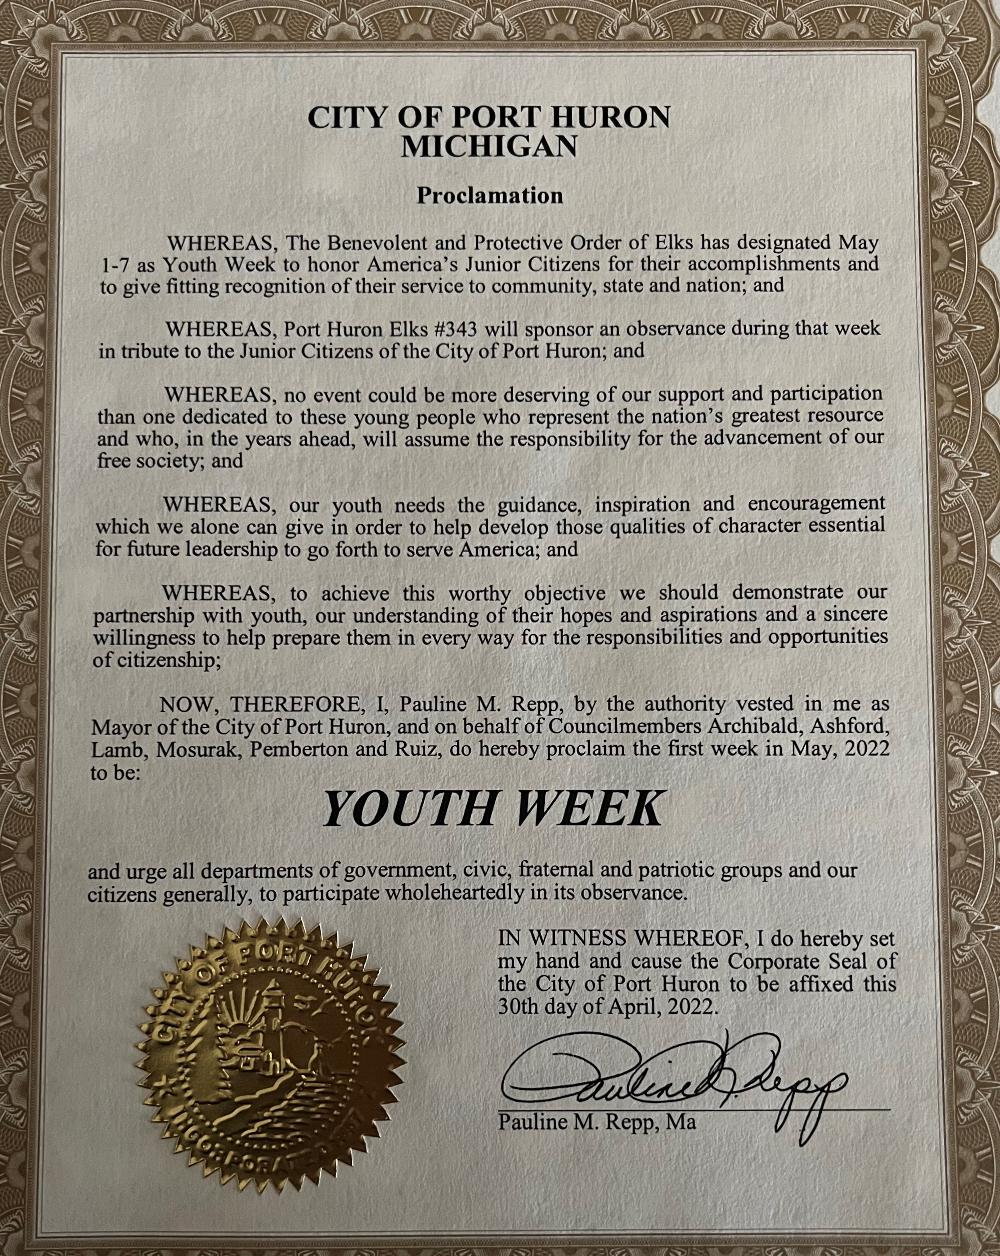 CITY OF PORT HURON
MICHIGAN
Proclamation
WHEREAS, The Benevolent and Protective Order of Elks has designated May
1-7 as Youth Week to honor America's Junior Citizens for their accomplishments and
to give fitting recognition of their service to community, state and nation; and
WHEREAS, Port Huron Elks #343 will sponsor an observance during that week
in tribute to the Junior Citizens of the City of Port Huron; and
WHEREAS, no event could be more deserving of our support and participation
than one dedicated to these young people who represent the nation's greatest resource
and who, in the years ahead, will assume the responsibility for the advancement of our
free society; and
WHEREAS, our youth needs the guidance, inspiration and encouragement
which we alone can give in order to help develop those qualities of character essential
for future leadership to go forth to serve America; and
WHEREAS, to achieve this worthy objective we should demonstrate our
partnership with youth, our understanding of their hopes and aspirations and a sincere
willingness to help prepare them in every way for the responsibilities and opportunities
of citizenship;
NOW, THEREFORE, I, Pauline M. Repp, by the authority vested in me as
Mayor of the City of Port Huron, and on behalf of Councilmembers Archibald, Ashford,
Lamb, Mosurak, Pemberton and Ruiz, do hereby proclaim the first week in May, 2022
to be:
YOUTH WEEK
and urge all departments of government, civic, fraternal and patriotic groups and our
citizens generally, to participate wholeheartedly in its observance.
CITY OF PORT HURON
IN WITNESS WHEREOF, I do hereby set
my hand and cause the Corporate Seal of
the City of Port Huron to be affixed this
30th day of April, 2022.
Pauline M. Repp
Pauline M. Repp, Ma